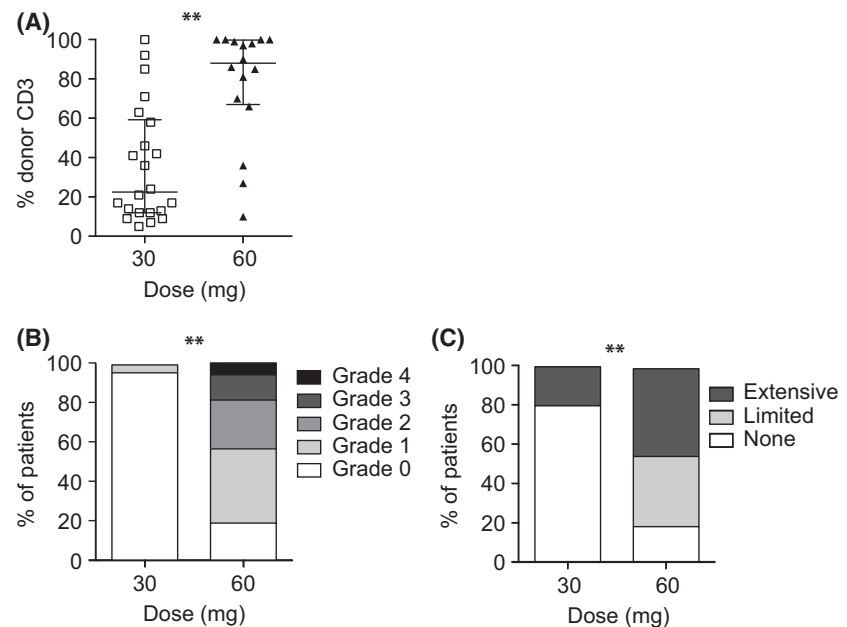 (A)
**
100
80
60
40
20
0
% donor CD3
30 60
Dose (mg)
(B)
**
100
80
60
40
20
0
% of patients
30 60
Dose (mg)
Grade 4
Grade 3
Grade 2
Grade 1
Grade 0
(C)
**
100
80
60
40
20
0
% of patients
30 60
Dose (mg)
Extensive
Limited
None